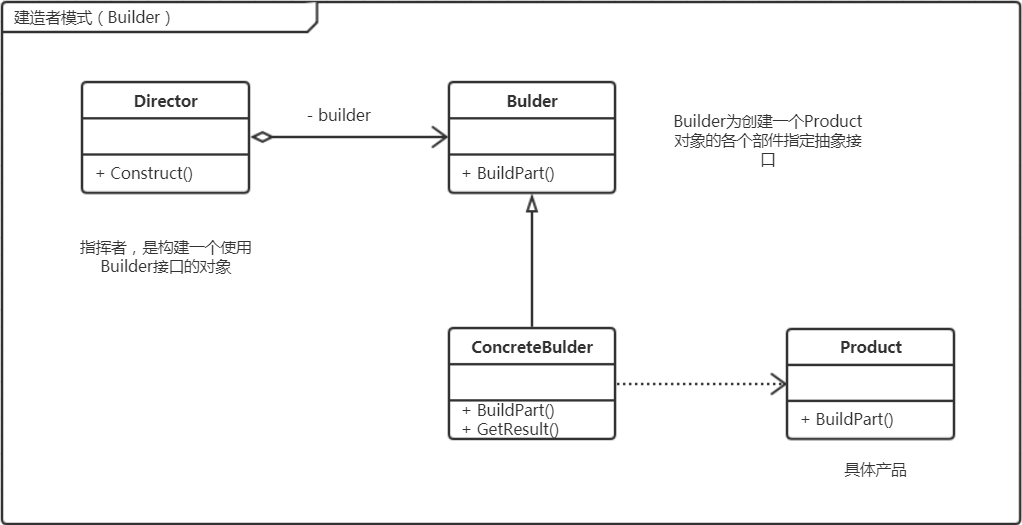 建造者模式（Builder）
Director
- builder
Bulder
+ Construct()
+ BuildPart()
Builder为创建一个Product
对象的各个部件指定抽象接
口
指挥者，是构建一个使用
Builder接口的对象
ConcreteBulder
+ BuildPart()
+ GetResult()
Product
+ BuildPart()
具体产品